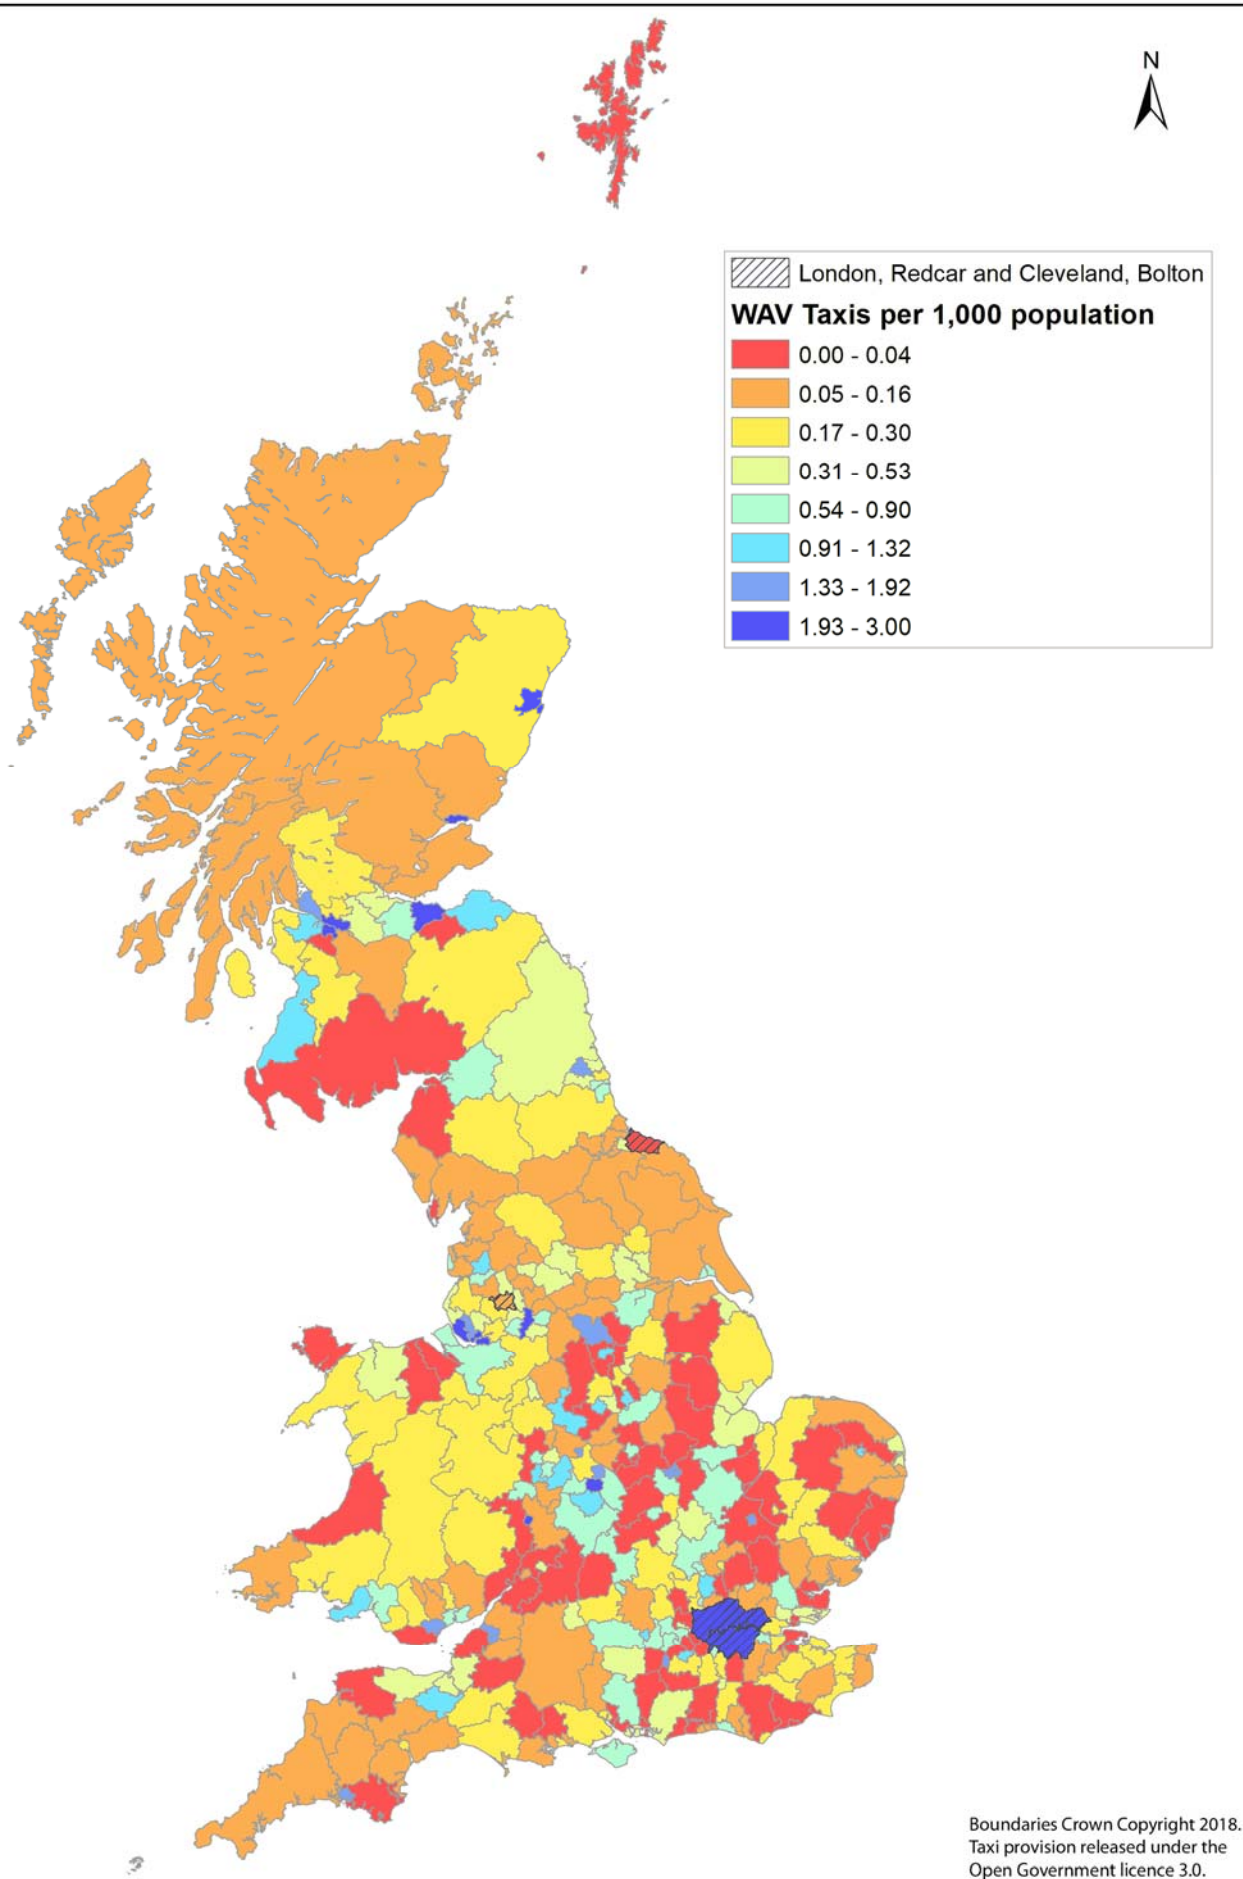 N
London, Redcar and Cleveland, Bolton
WAV Taxis per 1,000 population
0.00 - 0.04
0.05 - 0.16
0.17 - 0.30
0.31 - 0.53
0.54 - 0.90
0.91 - 1.32
1.33 - 1.92
1.93 - 3.00
Boundaries Crown Copyright 2018.
Taxi provision released under the
Open Government licence 3.0.